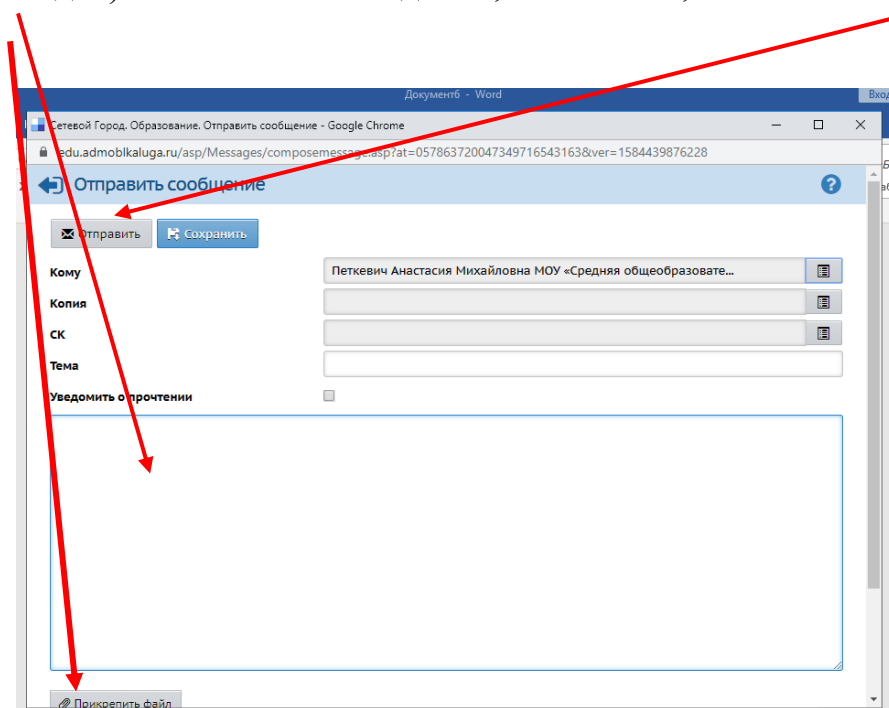 Документ6 - Word
Сетевой Город. Образование. Отправить сообщение - Google Chrome
edu.admoblkaluga.ru/asp/Messages/composemessage.asp?at=057863720047349716543163&ver=1584439876228
Отправить сообщение
?
Отправить Сохранить
Кому Петкевич Анастасия Михайловна МОУ «Средняя общеобразовате...
Копия
СК
Тема
Уведомить о прочтении
Прикрепить файл